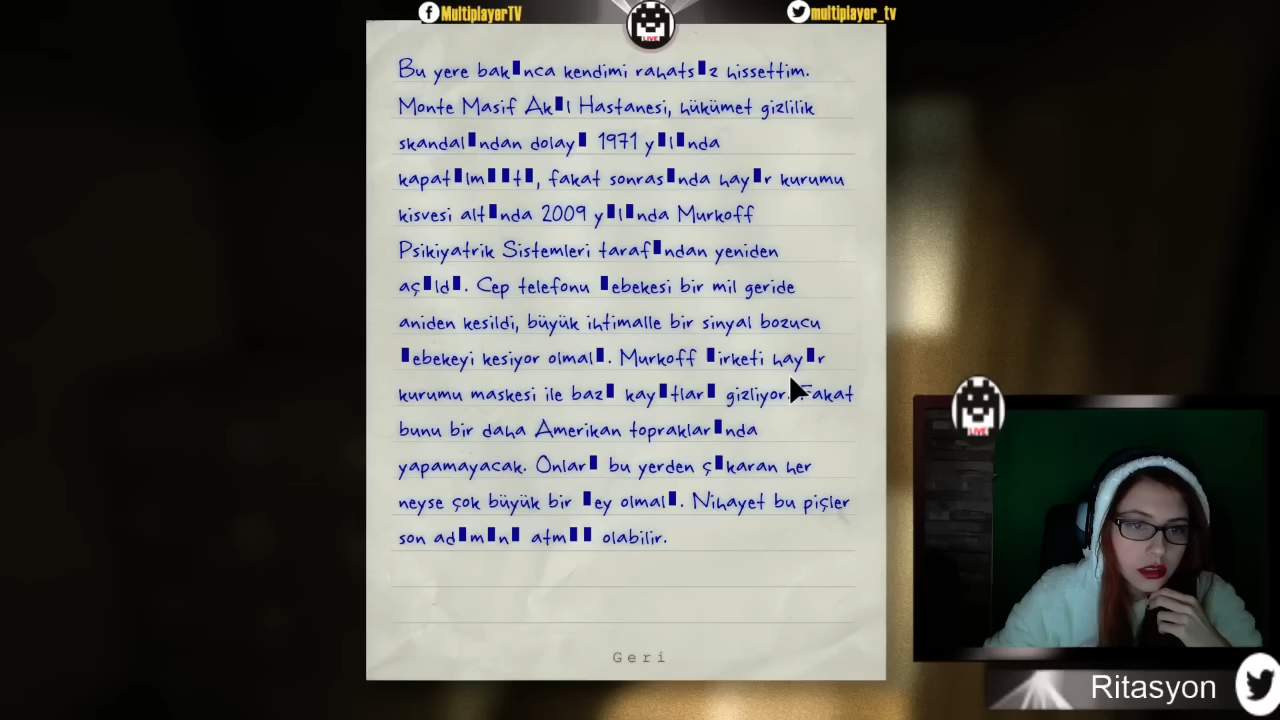 MultiplayerTV
multiplayer_tv
LIVE
Bu yere bak▮nca kendimi rahats▮z hissettim.
Monte Masif Ak▮l Hastanesi, hükümet gizlilik
skandal▮ndan dolay▮ 1971 y▮l▮nda
kapat▮lm▮▮t▮, fakat sonras▮nda hay▮r kurumu
kisvesi alt▮nda 2009 y▮l▮nda Murkoff
Psikiyatrik Sistemleri taraf▮ndan yeniden
aç▮ld▮. Cep telefonu ▮ebekesi bir mil geride
aniden kesildi, büyük ihtimalle bir sinyal bozucu
▮ebekeyi kesiyor olmal▮. Murkoff ▮irketi hay▮r
kurumu maskesi ile baz▮ kay▮tlar▮ gizliyor. Fakat
bunu bir daha Amerikan topraklar▮nda
yapamayacak. Onlar▮ bu yerden ç▮karan her
neyse çok büyük bir ▮ey olmal▮. Nihayet bu piçler
son ad▮m▮n▮ atm▮▮ olabilir.
Geri
LIVE
Ritasyon